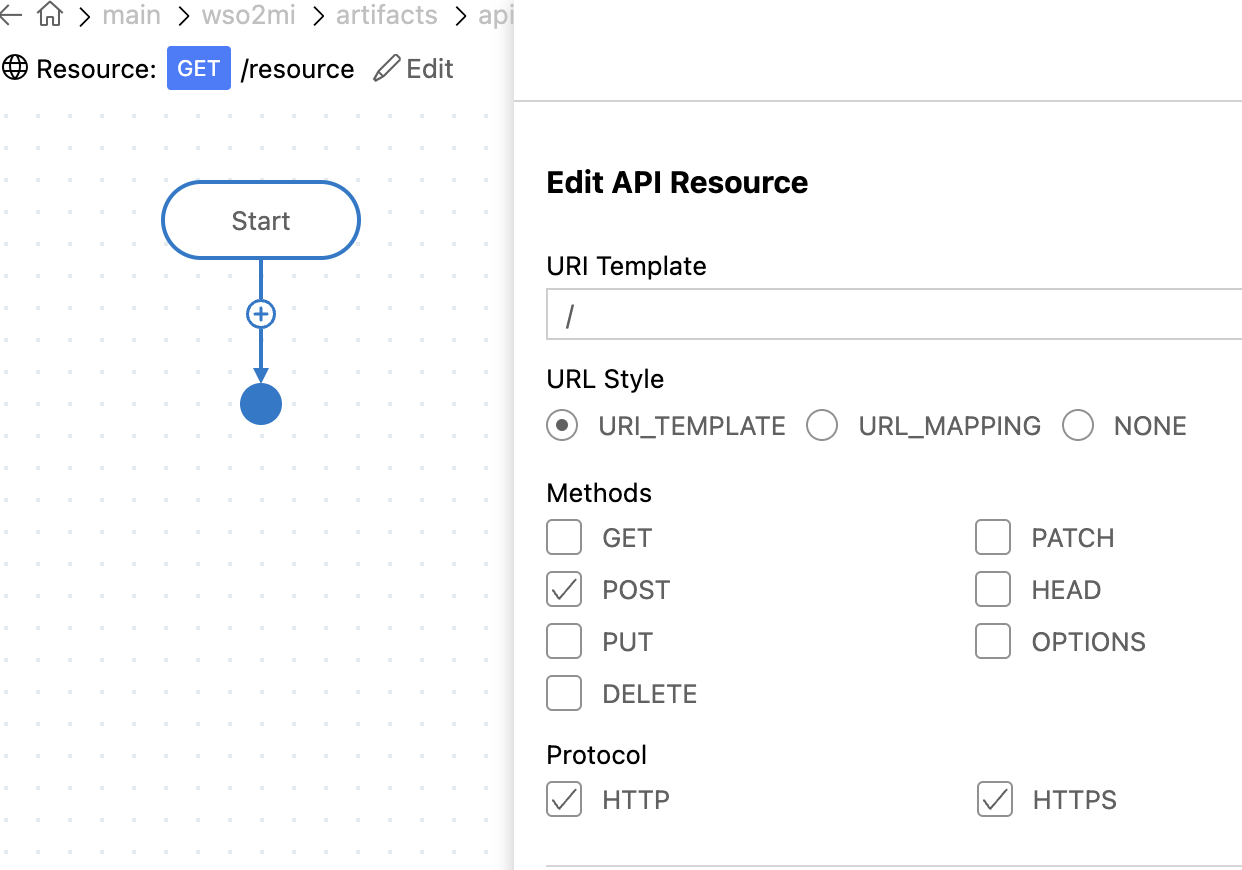 main > wso2mi > artifacts > api
Resource: GET /resource Edit
Start
Edit API Resource
URI Template
/
URL Style
URI_TEMPLATE URL_MAPPING NONE
Methods
GET PATCH
POST HEAD
PUT OPTIONS
DELETE
Protocol
HTTP HTTPS